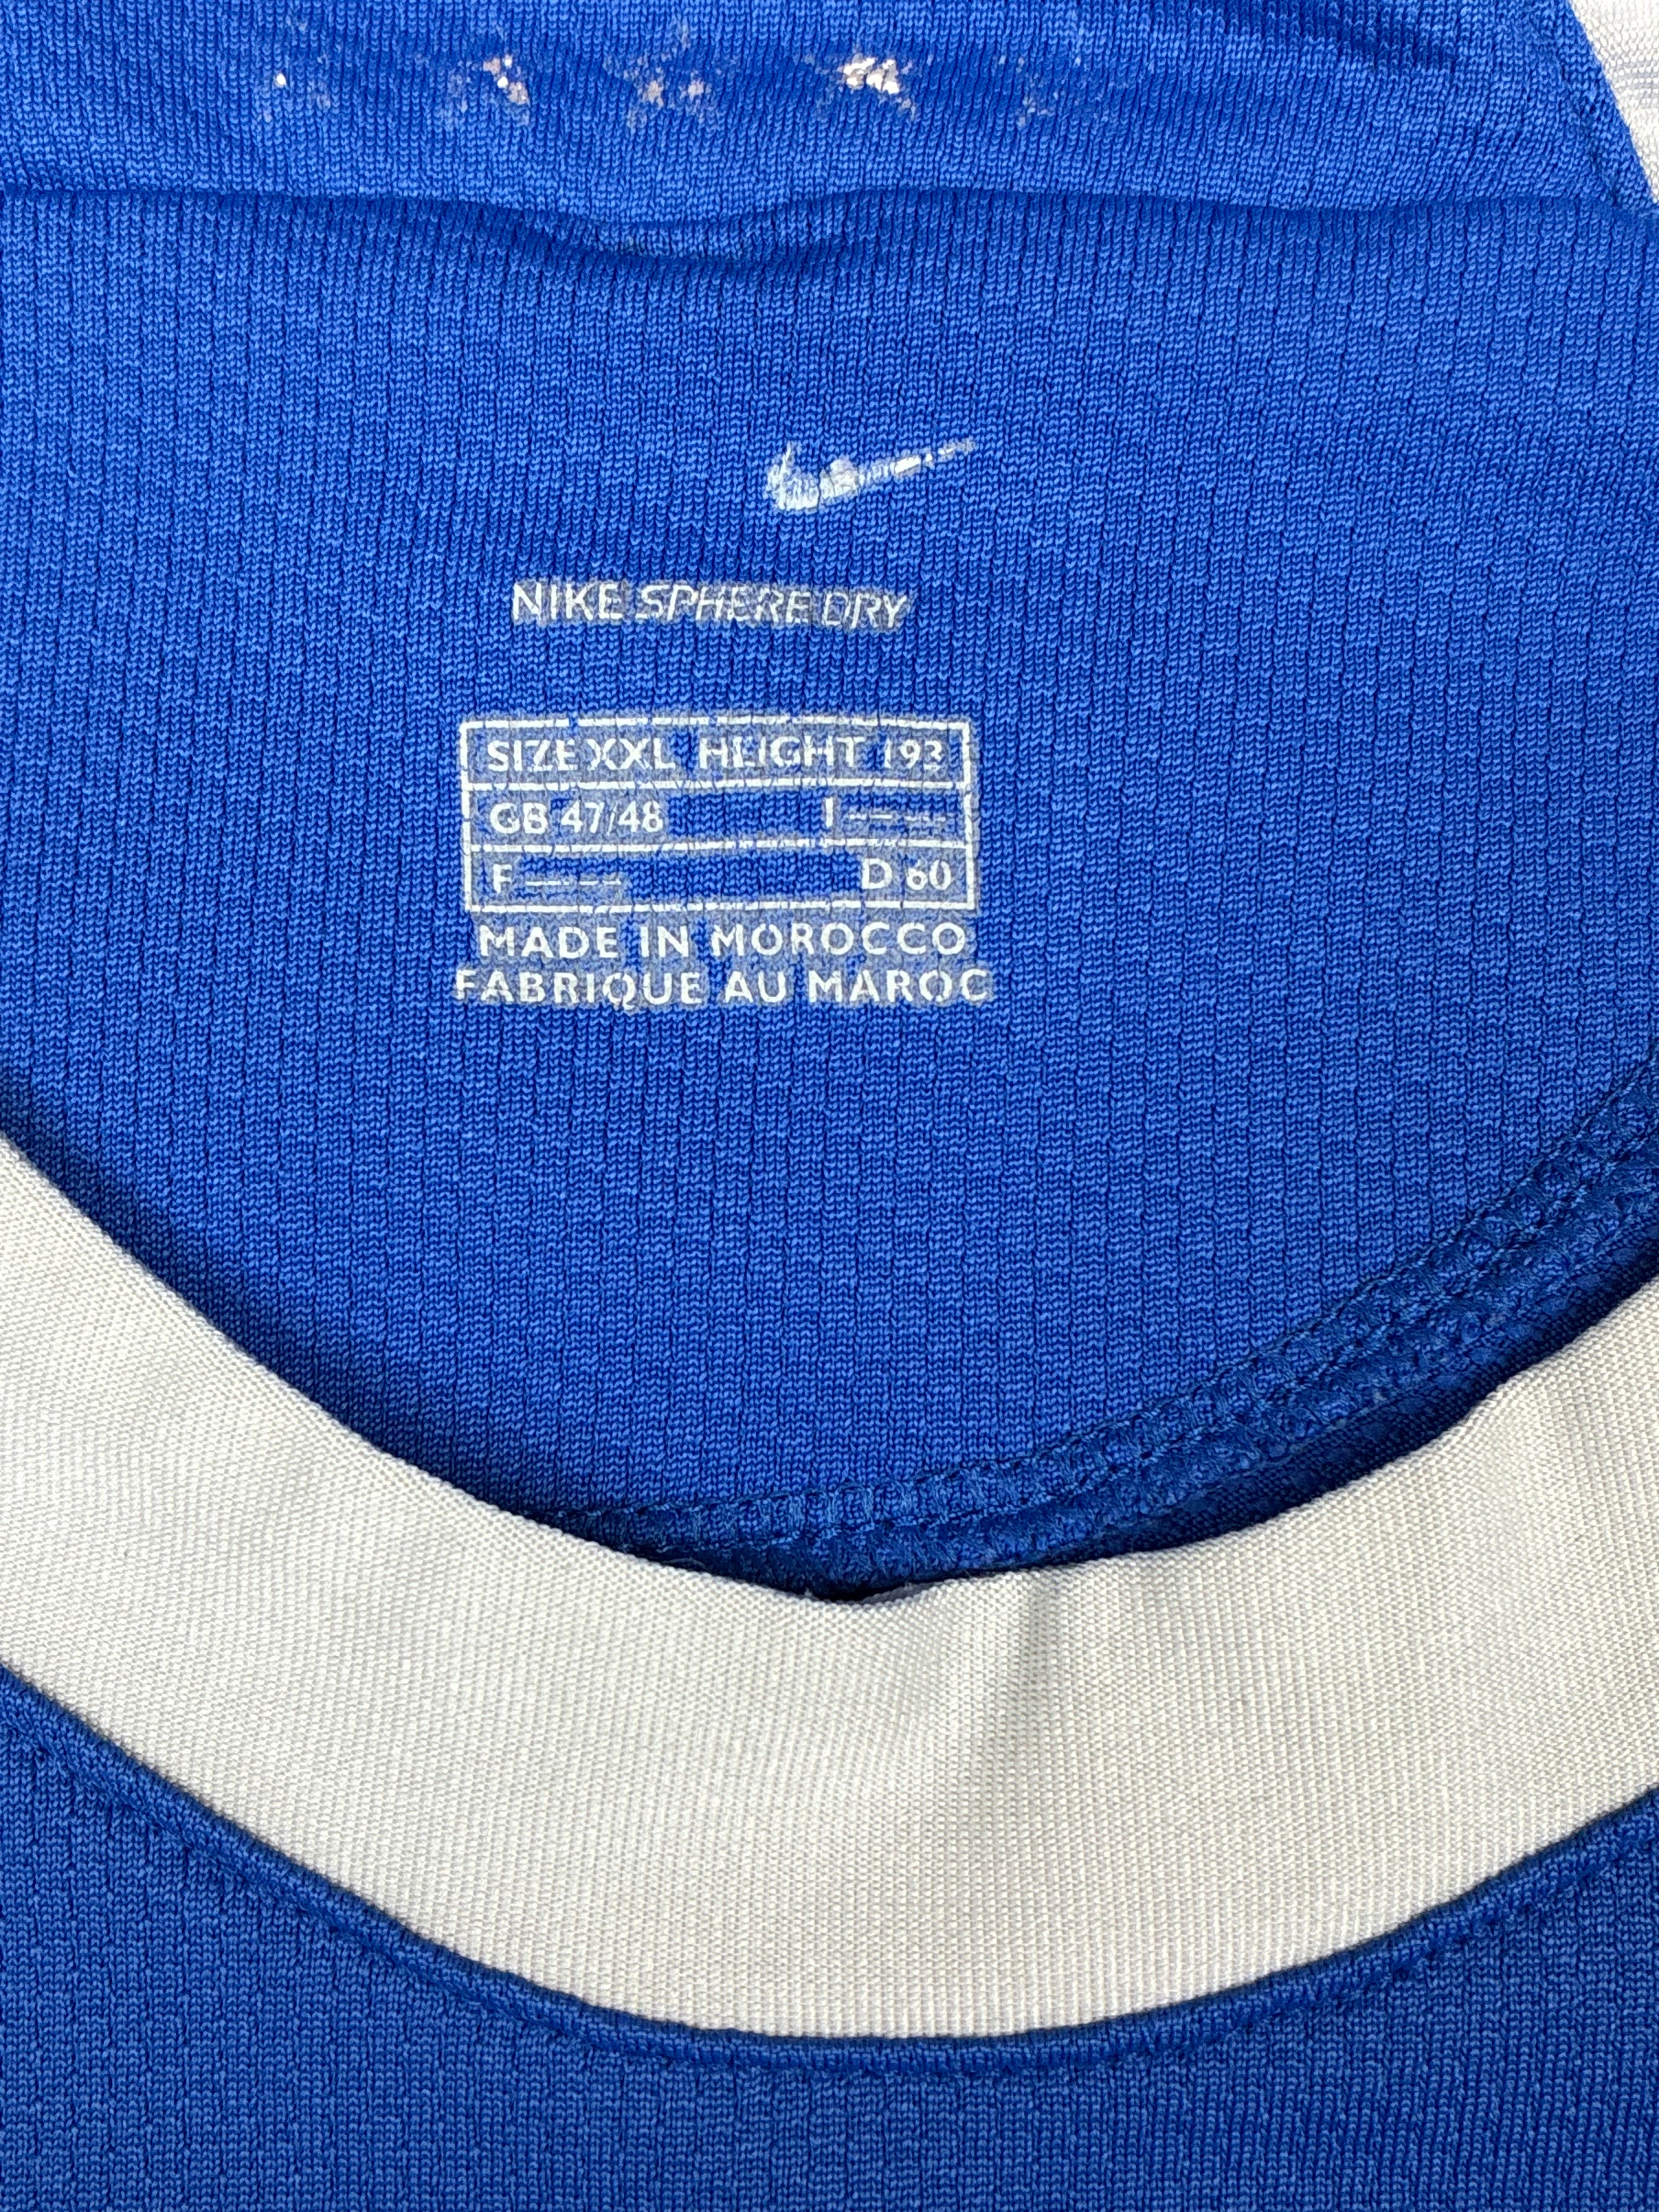 NIKE SPHERE DRY
SIZE XXL HEIGHT 193
GB 47/48 I -----
F ----- D 60
MADE IN MOROCCO
FABRIQUE AU MAROC